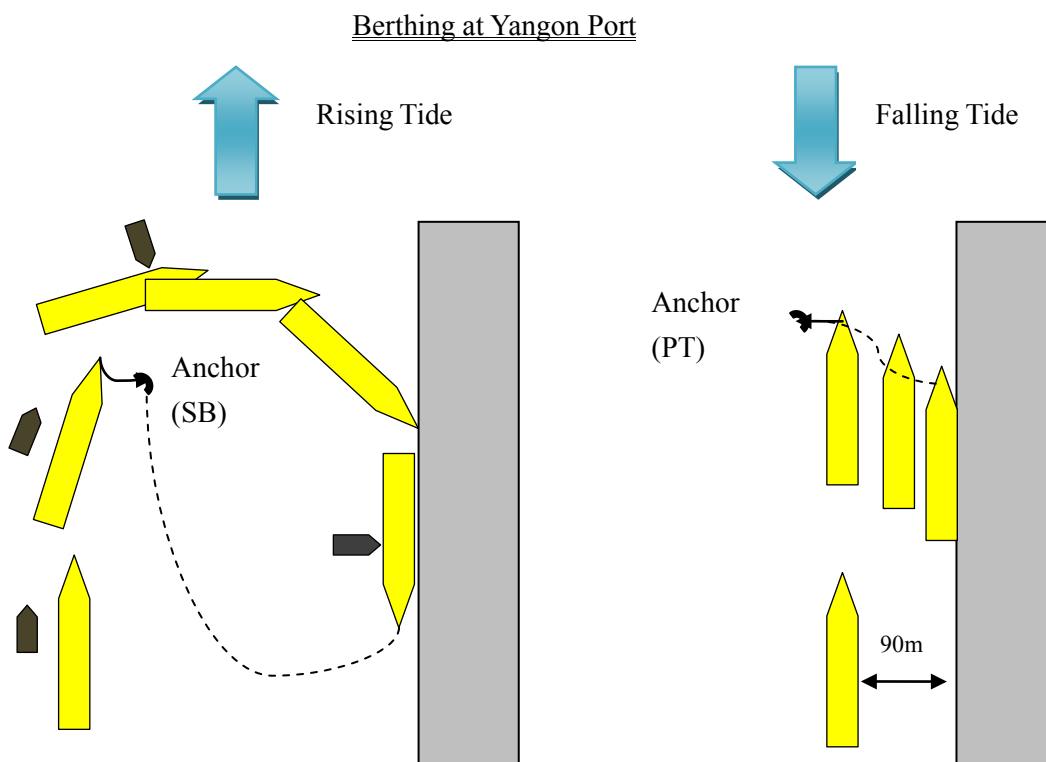 Berthing at Yangon Port
Rising Tide
Falling Tide
Anchor
(SB)
Anchor
(PT)
90m